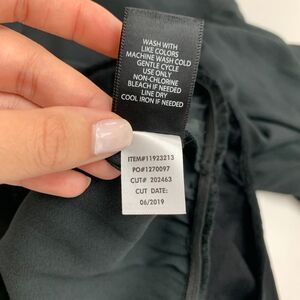 WASH WITH
LIKE COLORS
MACHINE WASH COLD
GENTLE CYCLE
USE ONLY
NON-CHLORINE
BLEACH IF NEEDED
LINE DRY
COOL IRON IF NEEDED
ITEM#11923213
PO#1270097
CUT# 202463
CUT DATE:
06/2019